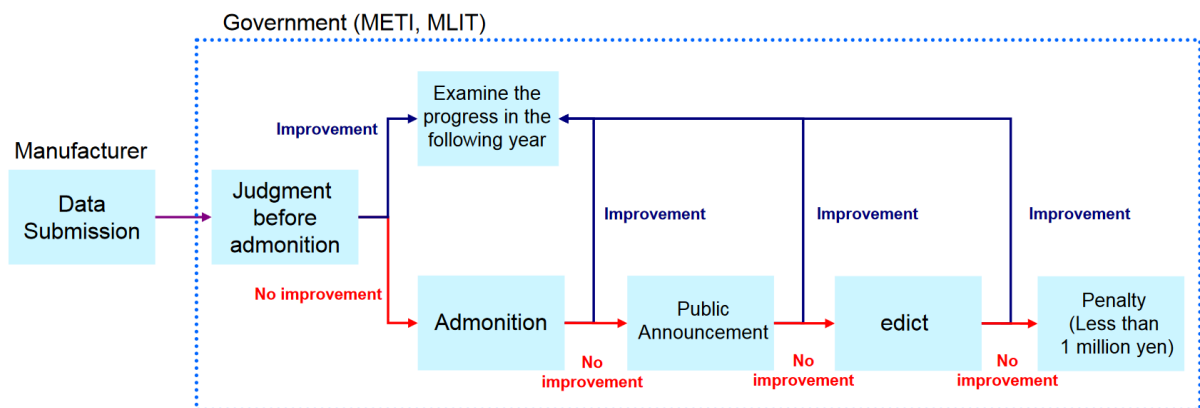 Government (METI, MLIT)
Manufacturer
Data
Submission
Judgment
before
admonition
Improvement
Examine the
progress in the
following year
No improvement
Admonition
Improvement
No
improvement
Public
Announcement
Improvement
No
improvement
edict
Improvement
No
improvement
Penalty
(Less than
1 million yen)